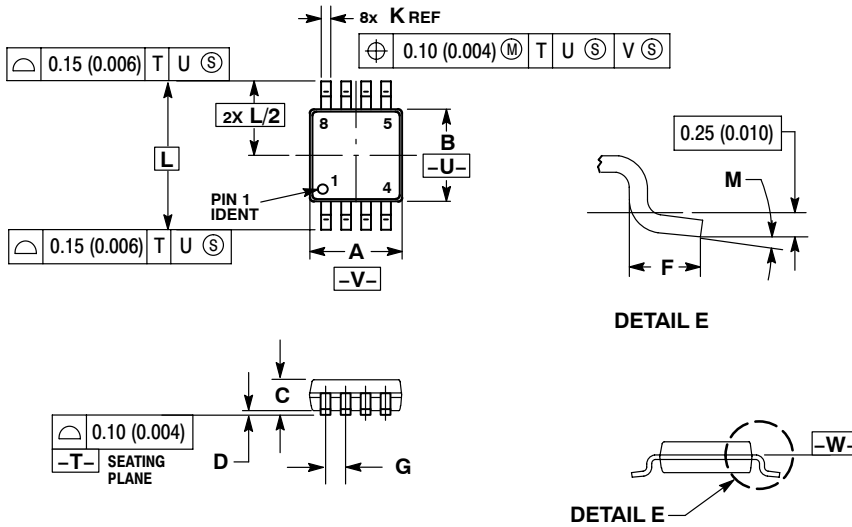 8x K REF
⌖ 0.10 (0.004) Ⓜ T U Ⓢ V Ⓢ
⌓ 0.15 (0.006) T U Ⓢ
2X L/2
8 5
B
-U-
L
1 4
PIN 1
IDENT
⌓ 0.15 (0.006) T U Ⓢ
A
-V-
0.25 (0.010)
M
F
DETAIL E
C
⌓ 0.10 (0.004)
-T- SEATING
PLANE
D
G
-W-
DETAIL E